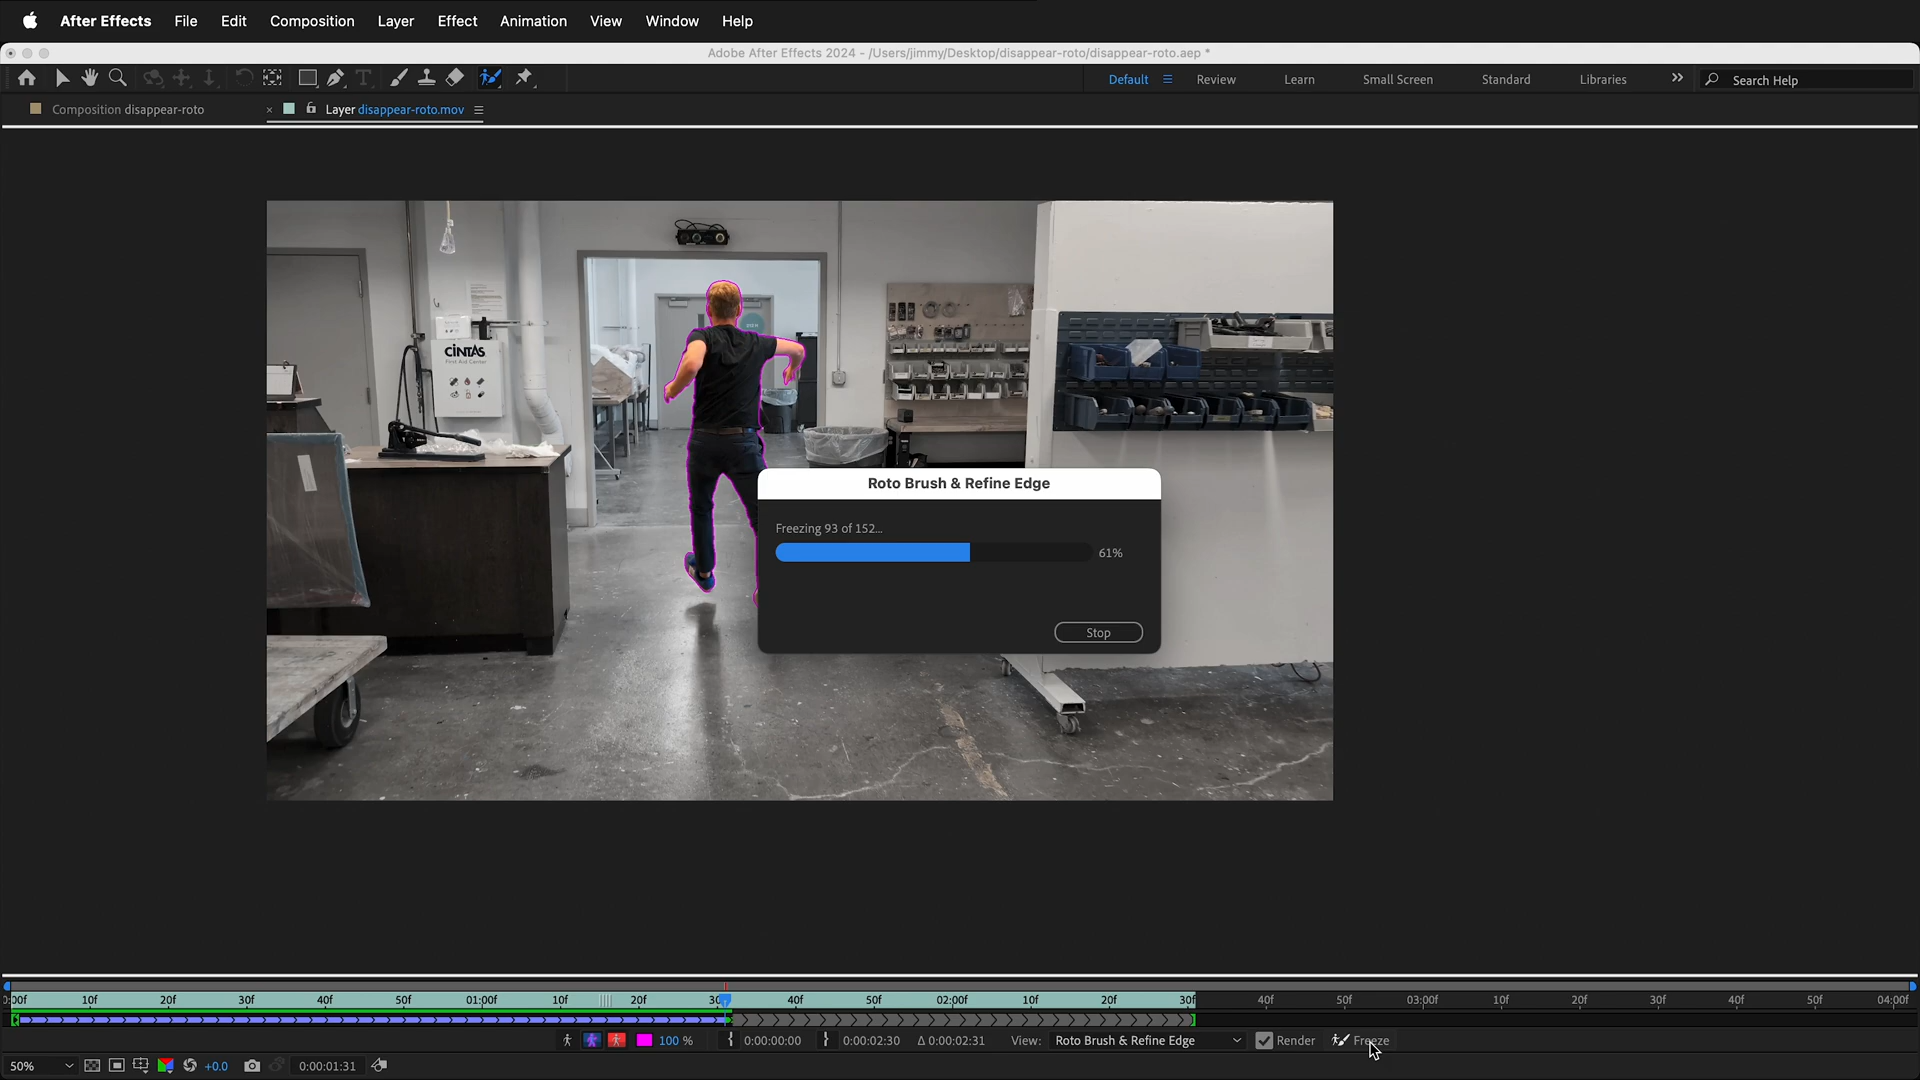 After Effects File Edit Composition Layer Effect Animation View Window Help
Adobe After Effects 2024 - /Users/jimmy/Desktop/disappear-roto/disappear-roto.aep *
Default Review Learn Small Screen Standard Libraries Search Help
Composition disappear-roto Layer disappear-roto.mov
CINTAS
First Aid Center
Roto Brush & Refine Edge
Freezing 93 of 152...
61%
Stop
0:00f 10f 20f 30f 40f 50f 01:00f 10f 20f 30 40f 50f 02:00f 10f 20f 30f 40f 50f 03:00f 10f 20f 30f 40f 50f 04:00f
100 % 0:00:00:00 0:00:02:30 Δ 0:00:02:31 View: Roto Brush & Refine Edge Render Freeze
50% +0.0 0:00:01:31